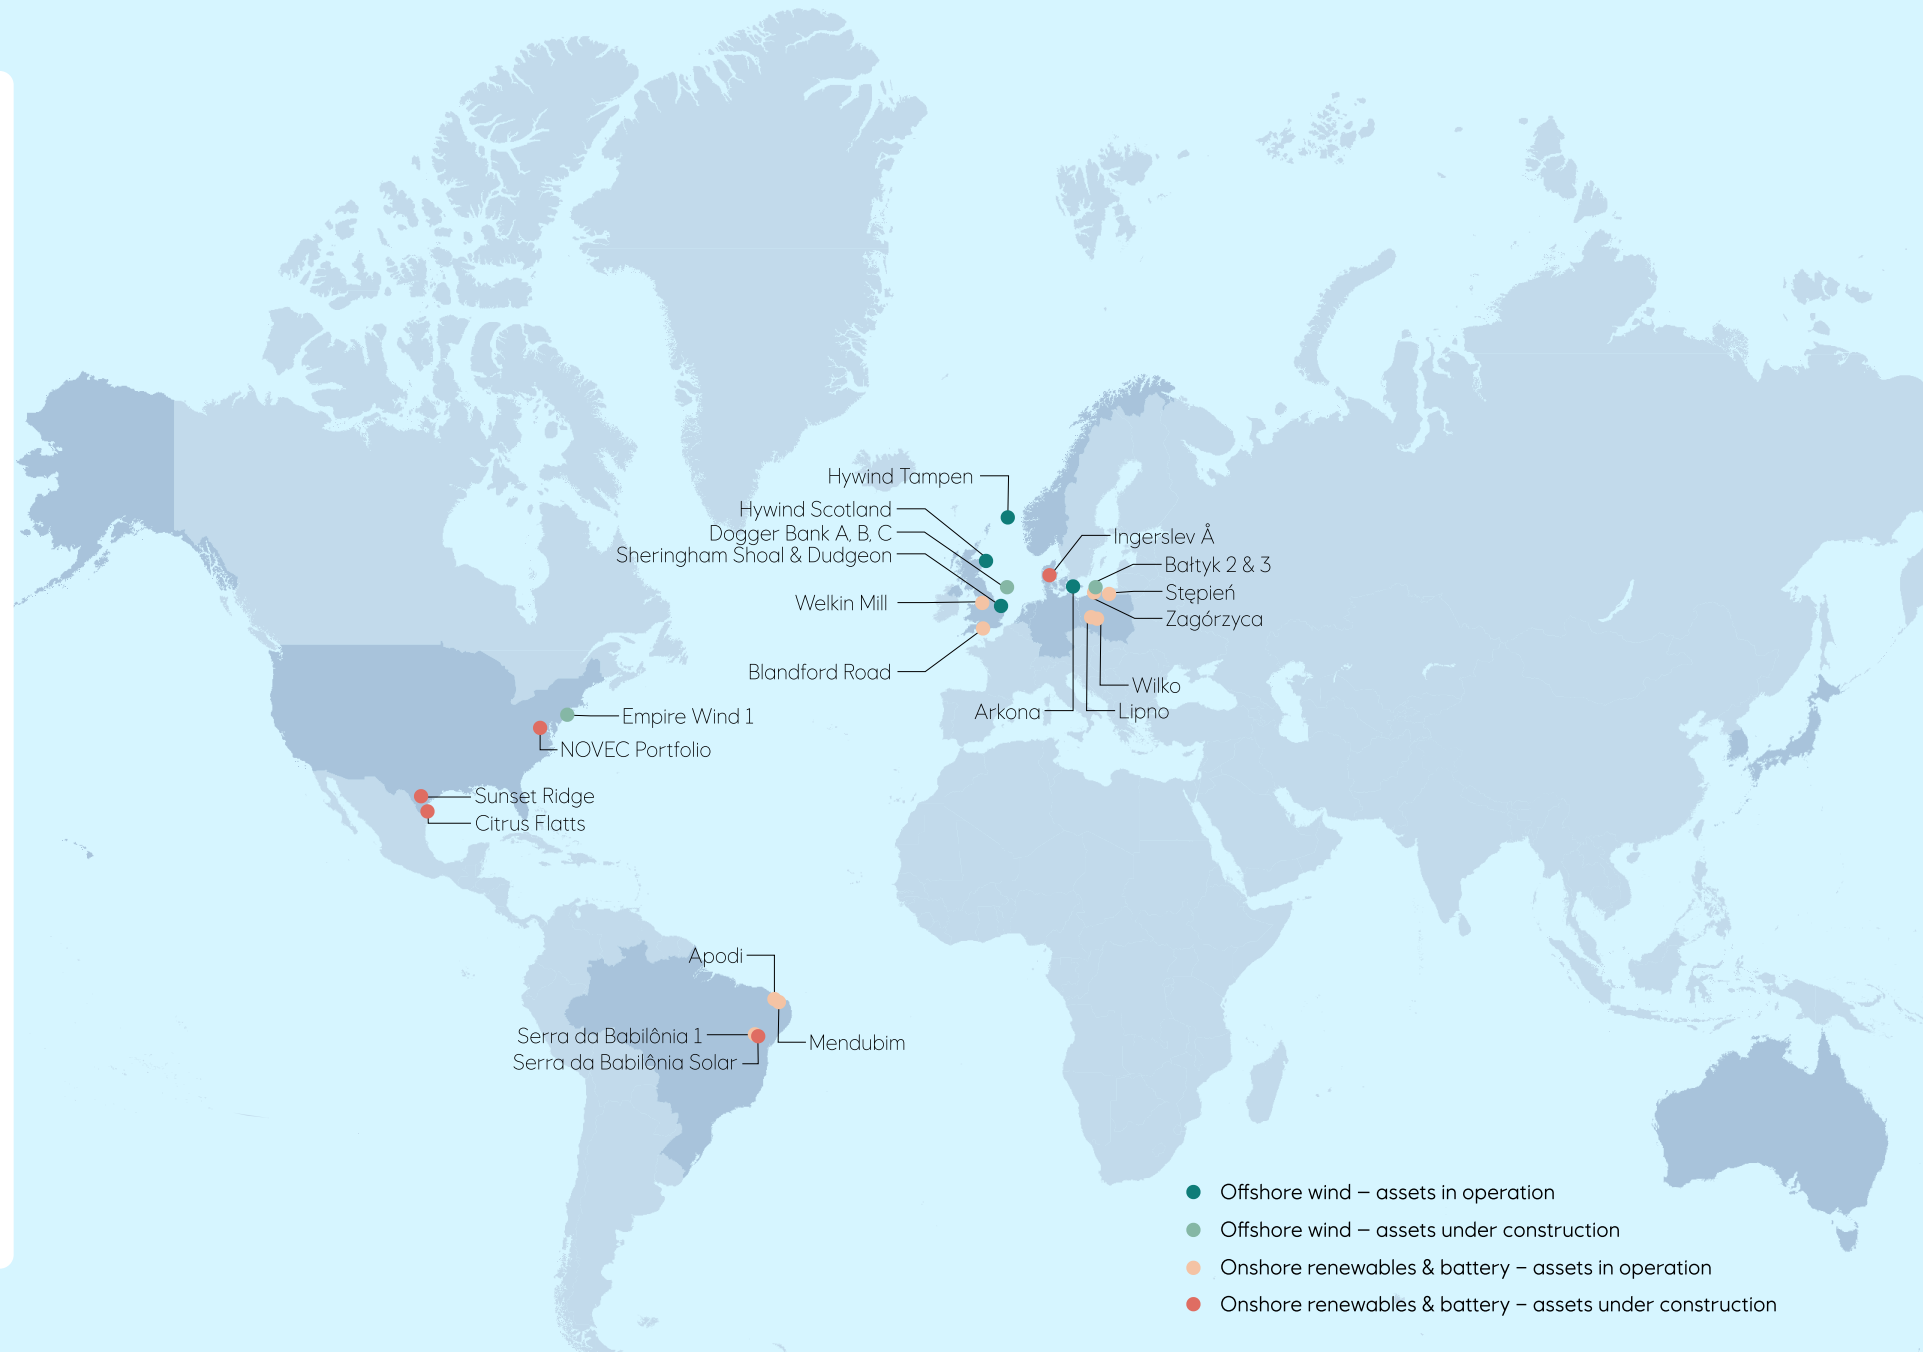 Hywind Tampen
Hywind Scotland
Dogger Bank A, B, C
Sheringham Shoal & Dudgeon
Welkin Mill
Blandford Road
Ingerslev Å
Bałtyk 2 & 3
Stępień
Zagórzyca
Wilko
Arkona
Lipno
Empire Wind 1
NOVEC Portfolio
Sunset Ridge
Citrus Flatts
Apodi
Serra da Babilônia 1
Mendubim
Serra da Babilônia Solar
Offshore wind – assets in operation
Offshore wind – assets under construction
Onshore renewables & battery – assets in operation
Onshore renewables & battery – assets under construction